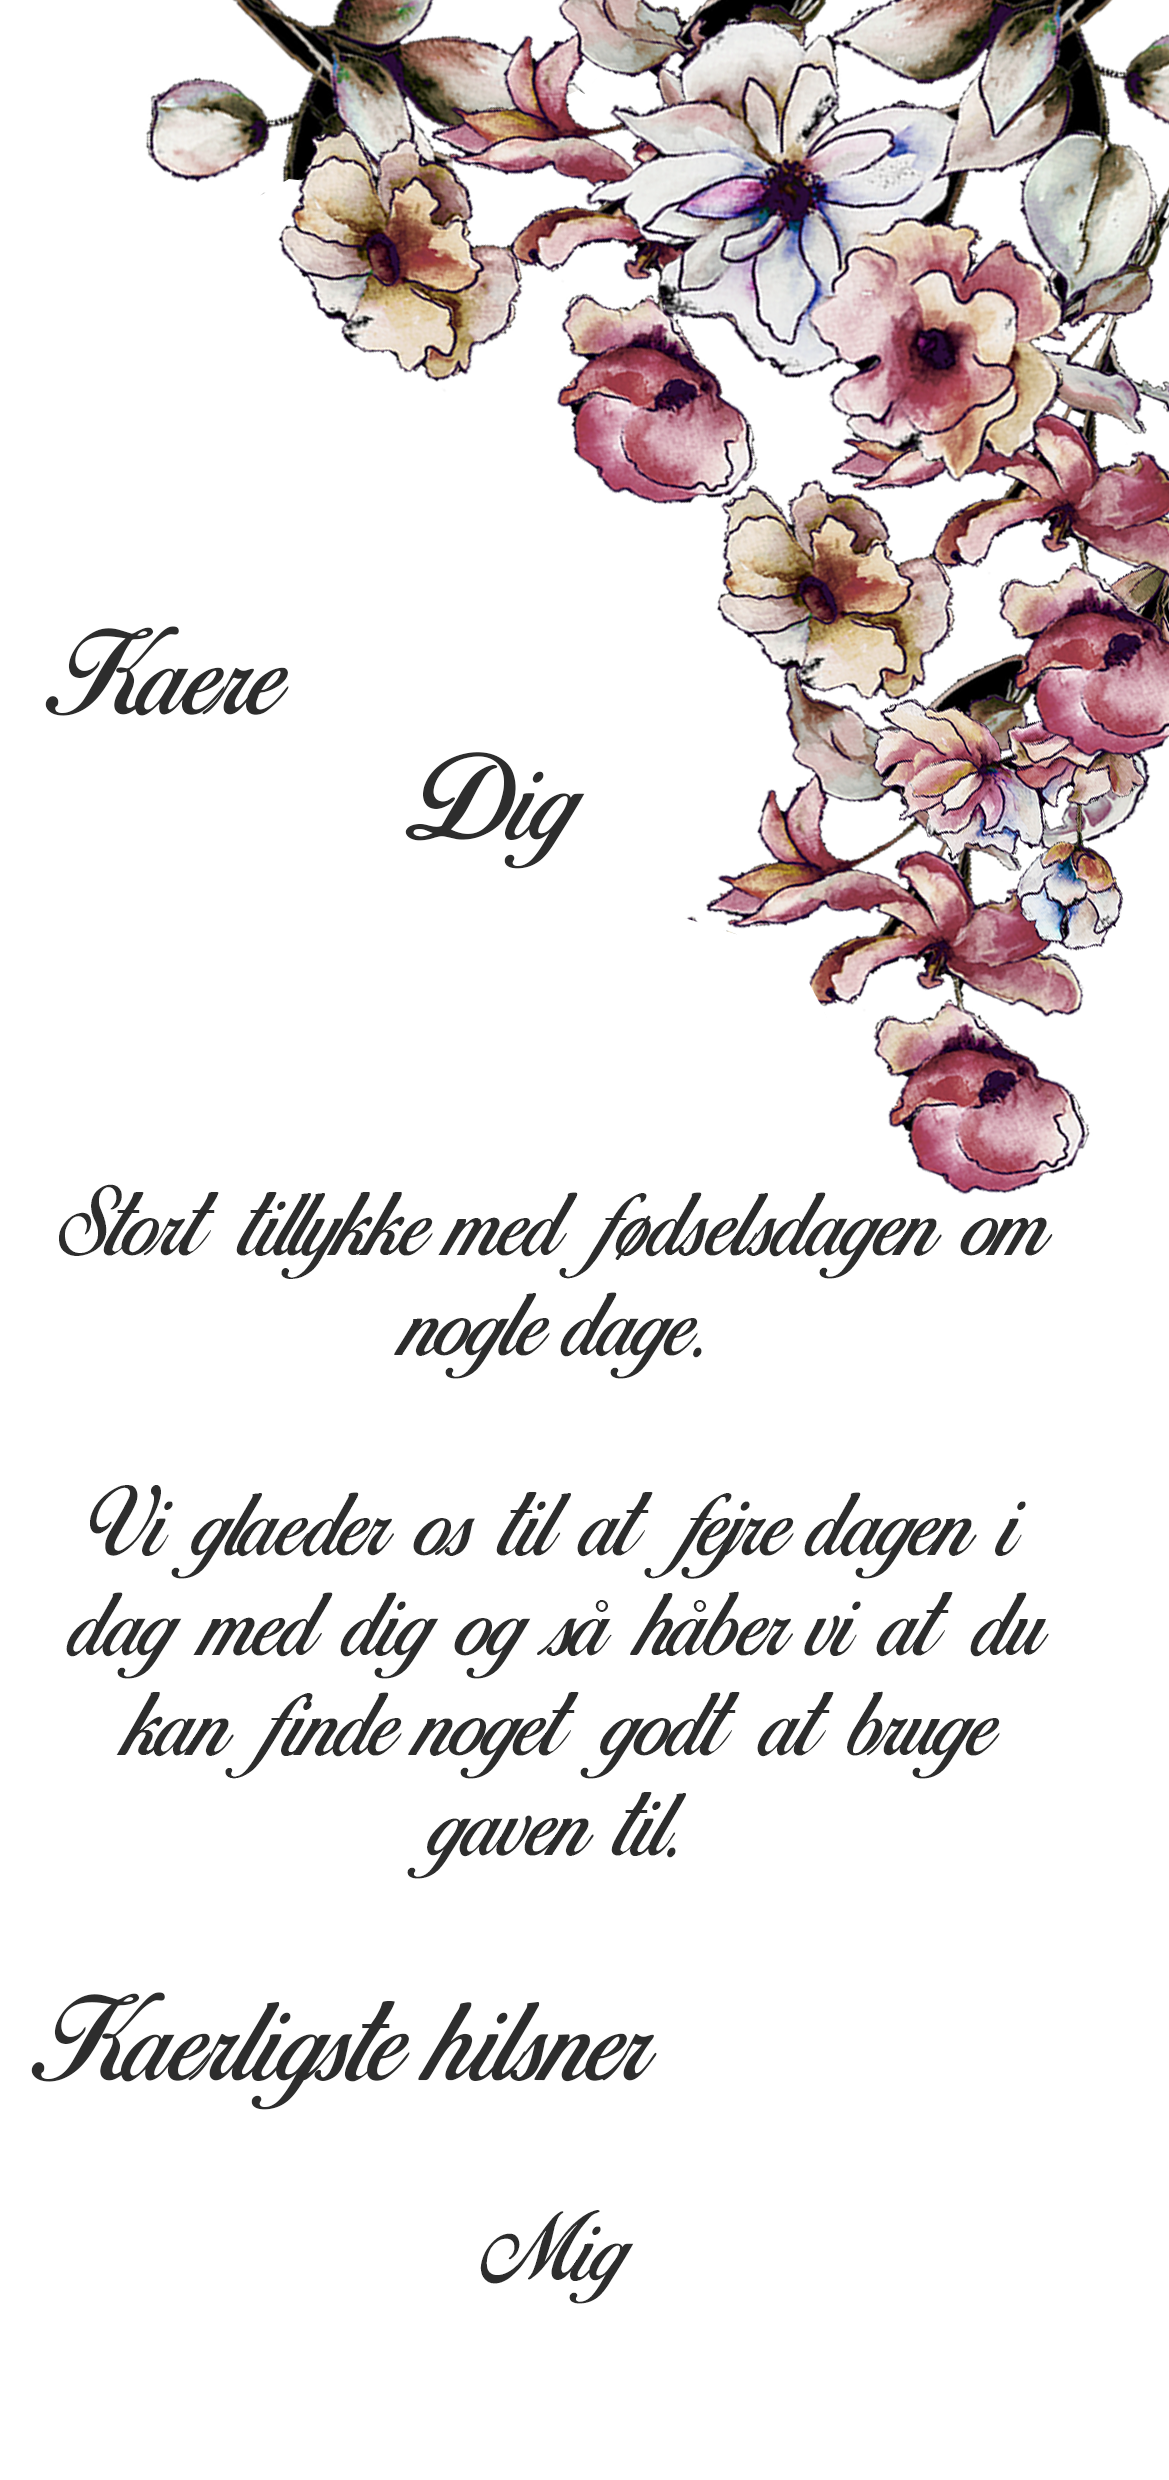 Kaere
Dig
Stort tillykke med fødselsdagen om
nogle dage.
Vi glaeder os til at fejre dagen i
dag med dig og så håber vi at du
kan finde noget godt at bruge
gaven til.
Kaerligste hilsner
Mig